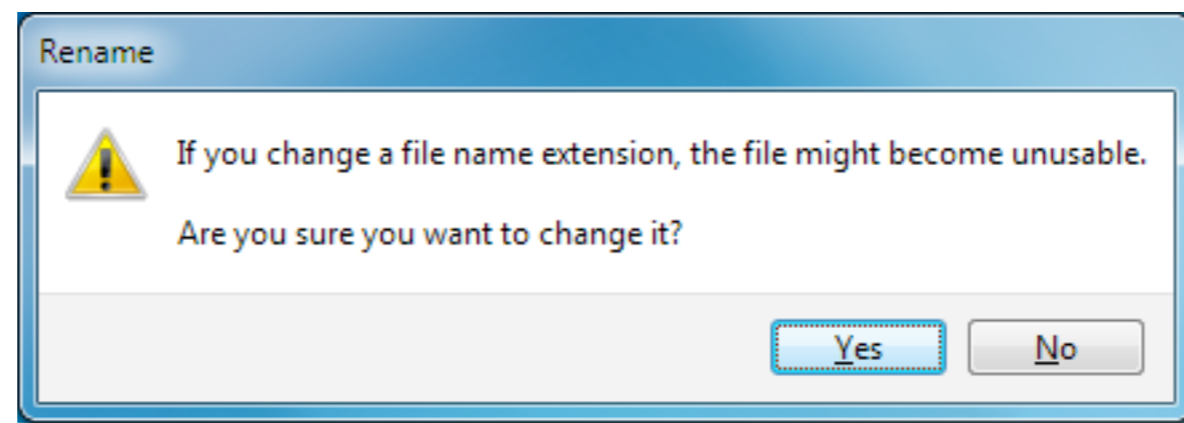 Rename
If you change a file name extension, the file might become unusable.
Are you sure you want to change it?
Yes
No